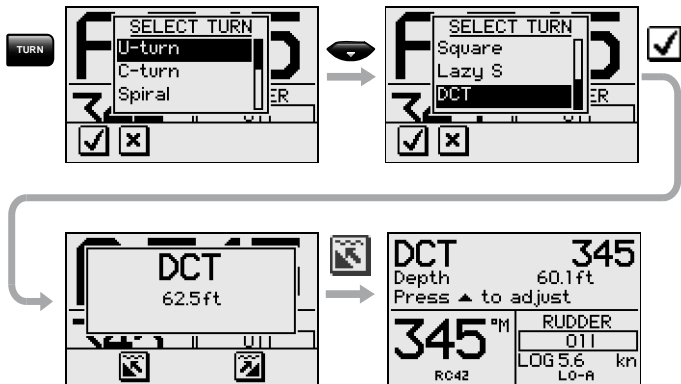 TURN
SELECT TURN
U-turn
C-turn
Spiral
SELECT TURN
Square
Lazy S
DCT
DCT
62.5ft
DCT 345
Depth 60.1ft
Press ▲ to adjust
345 °M
RC42
RUDDER
01I
LOG 5.6 kn
LO-A